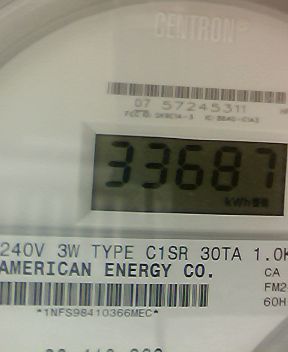 CENTRON®
07 57245311
33687
kWh
240V 3W TYPE C1SR 30TA 1.0K
AMERICAN ENERGY CO.
CA
FM2
60H
*1NFS98410366MEC*